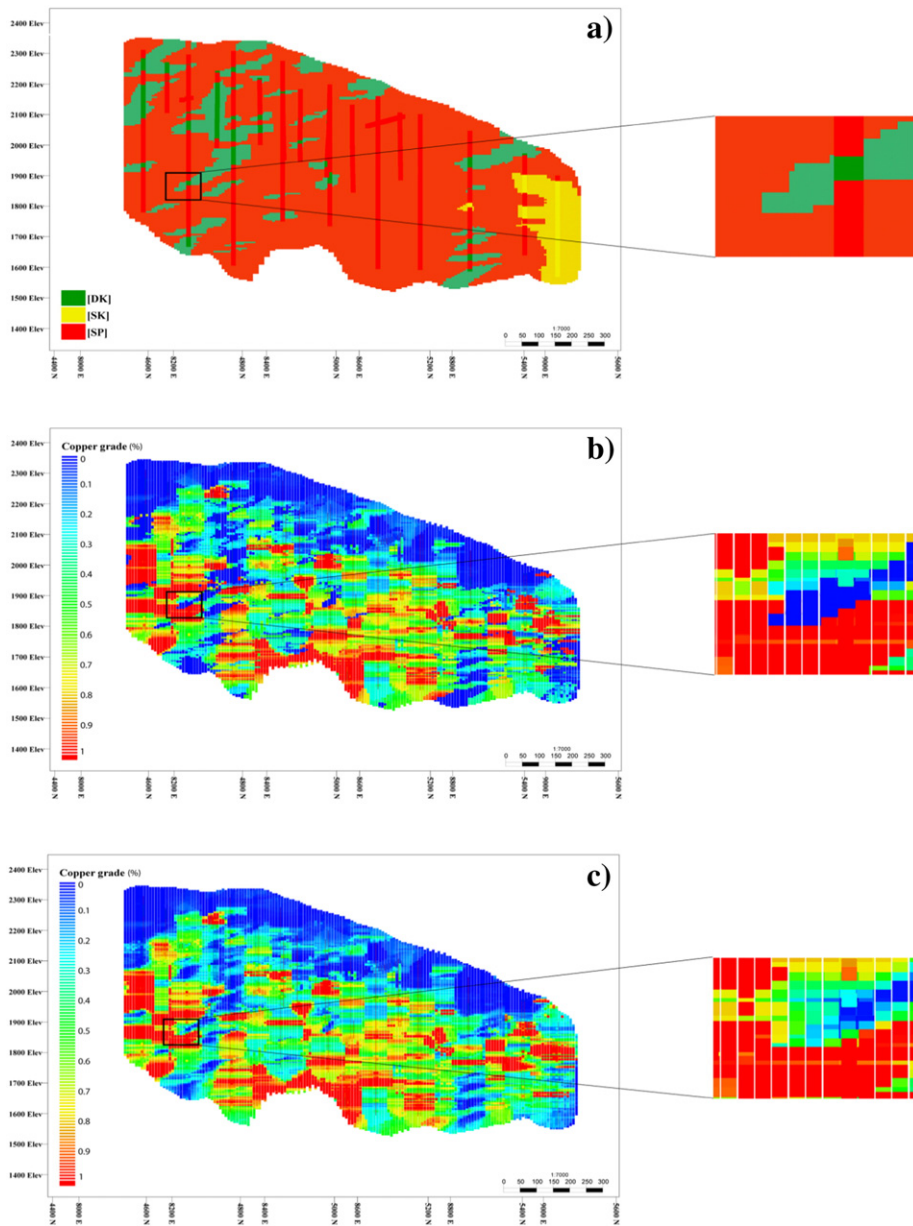 a)
2400 Elev
2300 Elev
2200 Elev
2100 Elev
2000 Elev
1900 Elev
1800 Elev
1700 Elev
1600 Elev
1500 Elev
1400 Elev
[DK]
[SK]
[SP]
1:7000
0 50 100 150 200 250 300
4400 N 8000 E 4600 N 8200 E 4800 N 8400 E 5000 N 8600 E 5200 N 8800 E 5400 N 9000 E 5600 N
b)
Copper grade (%)
0
0.1
0.2
0.3
0.4
0.5
0.6
0.7
0.8
0.9
1
2400 Elev
2300 Elev
2200 Elev
2100 Elev
2000 Elev
1900 Elev
1800 Elev
1700 Elev
1600 Elev
1500 Elev
1400 Elev
1:7000
0 50 100 150 200 250 300
4400 N 8000 E 4600 N 8200 E 4800 N 8400 E 5000 N 8600 E 5200 N 8800 E 5400 N 9000 E 5600 N
c)
Copper grade (%)
0
0.1
0.2
0.3
0.4
0.5
0.6
0.7
0.8
0.9
1
2400 Elev
2300 Elev
2200 Elev
2100 Elev
2000 Elev
1900 Elev
1800 Elev
1700 Elev
1600 Elev
1500 Elev
1400 Elev
1:7000
0 50 100 150 200 250 300
4400 N 8000 E 4600 N 8200 E 4800 N 8400 E 5000 N 8600 E 5200 N 8800 E 5400 N 9000 E 5600 N